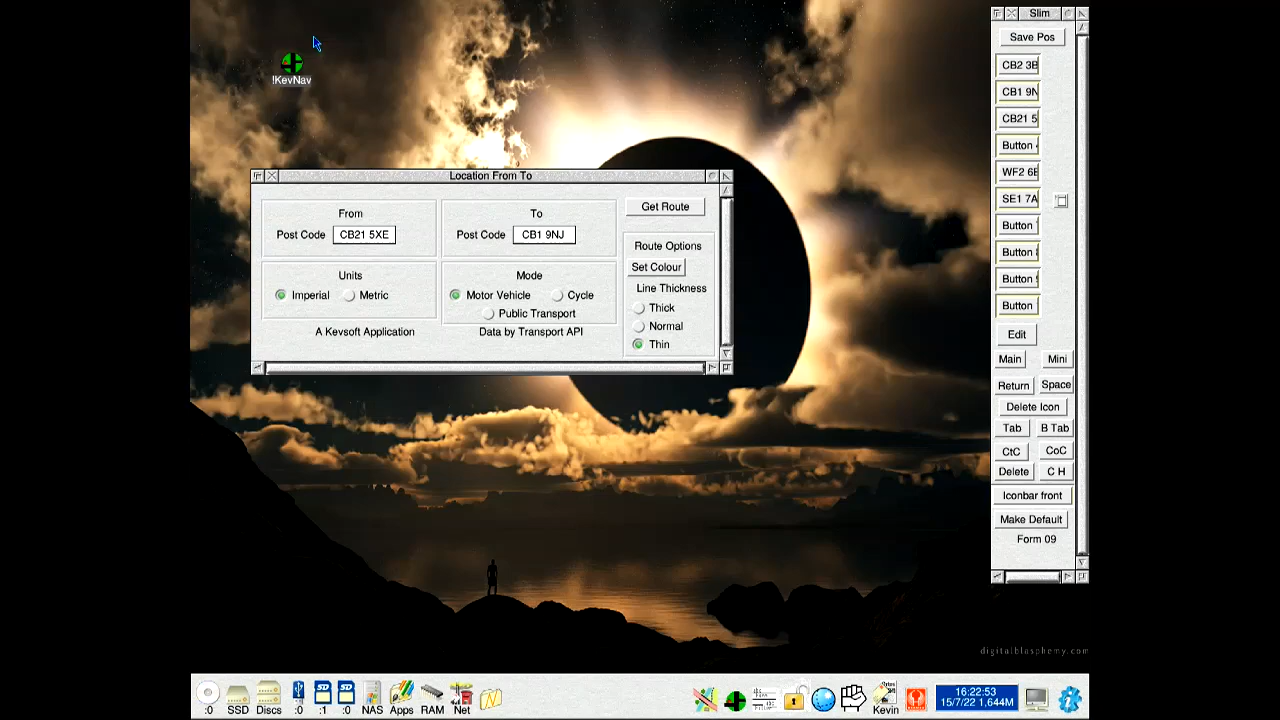 !KevNav
Location From To
From
Post Code CB21 5XE
To
Post Code CB1 9NJ
Get Route
Units
Imperial Metric
Mode
Motor Vehicle Cycle
Public Transport
Route Options
Set Colour
Line Thickness
Thick
Normal
Thin
A Kevsoft Application
Data by Transport API
Slim
Save Pos
CB2 3B
CB1 9N
CB21 5
Button
WF2 6E
SE1 7A
Button
Button
Button
Button
Edit
Main Mini
Return Space
Delete Icon
Tab B Tab
CtC CoC
Delete C H
Iconbar front
Make Default
Form 09
digitalblasphemy.com
:0 SSD Discs :0 :1 :0 NAS Apps RAM Net
Kevin
16:22:53
15/7/22 1,644M